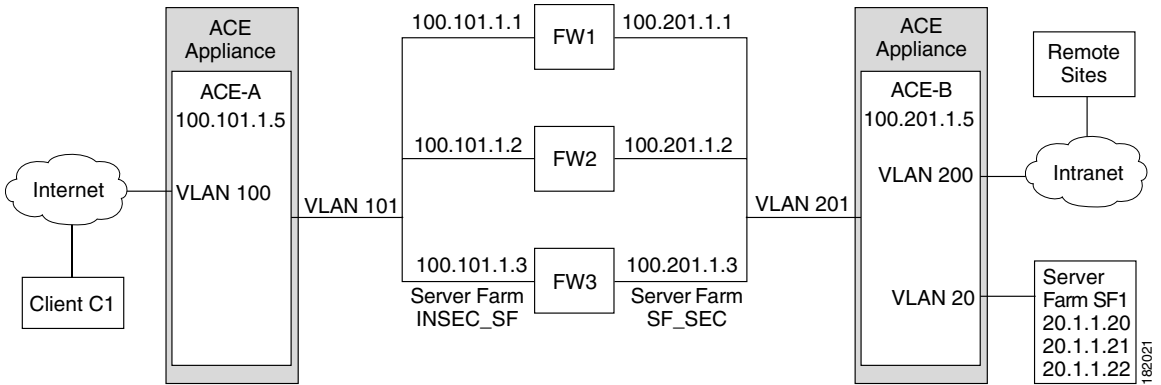 ACE
Appliance
ACE-A
100.101.1.5
VLAN 100
Internet
Client C1
VLAN 101
100.101.1.1
FW1
100.201.1.1
100.101.1.2
FW2
100.201.1.2
100.101.1.3
FW3
100.201.1.3
Server Farm
INSEC_SF
Server Farm
SF_SEC
VLAN 201
ACE
Appliance
ACE-B
100.201.1.5
VLAN 200
VLAN 20
Remote
Sites
Intranet
Server
Farm SF1
20.1.1.20
20.1.1.21
20.1.1.22
182021